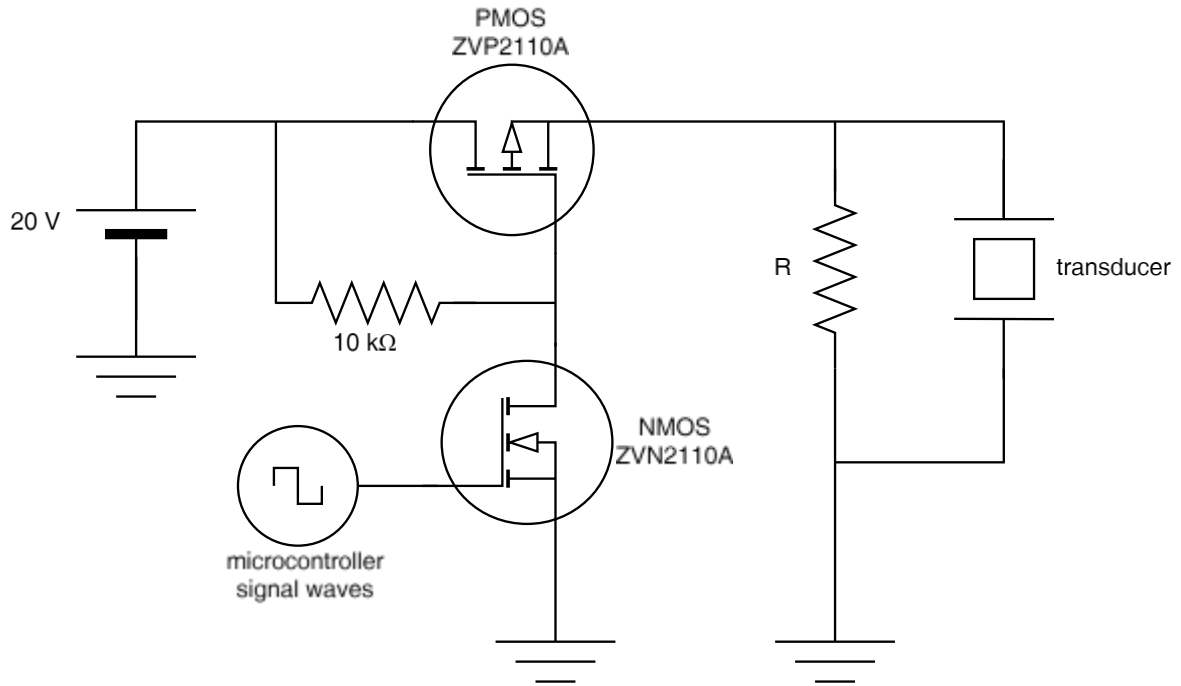 PMOS
ZVP2110A
20 V
10 kΩ
R
transducer
NMOS
ZVN2110A
microcontroller
signal waves